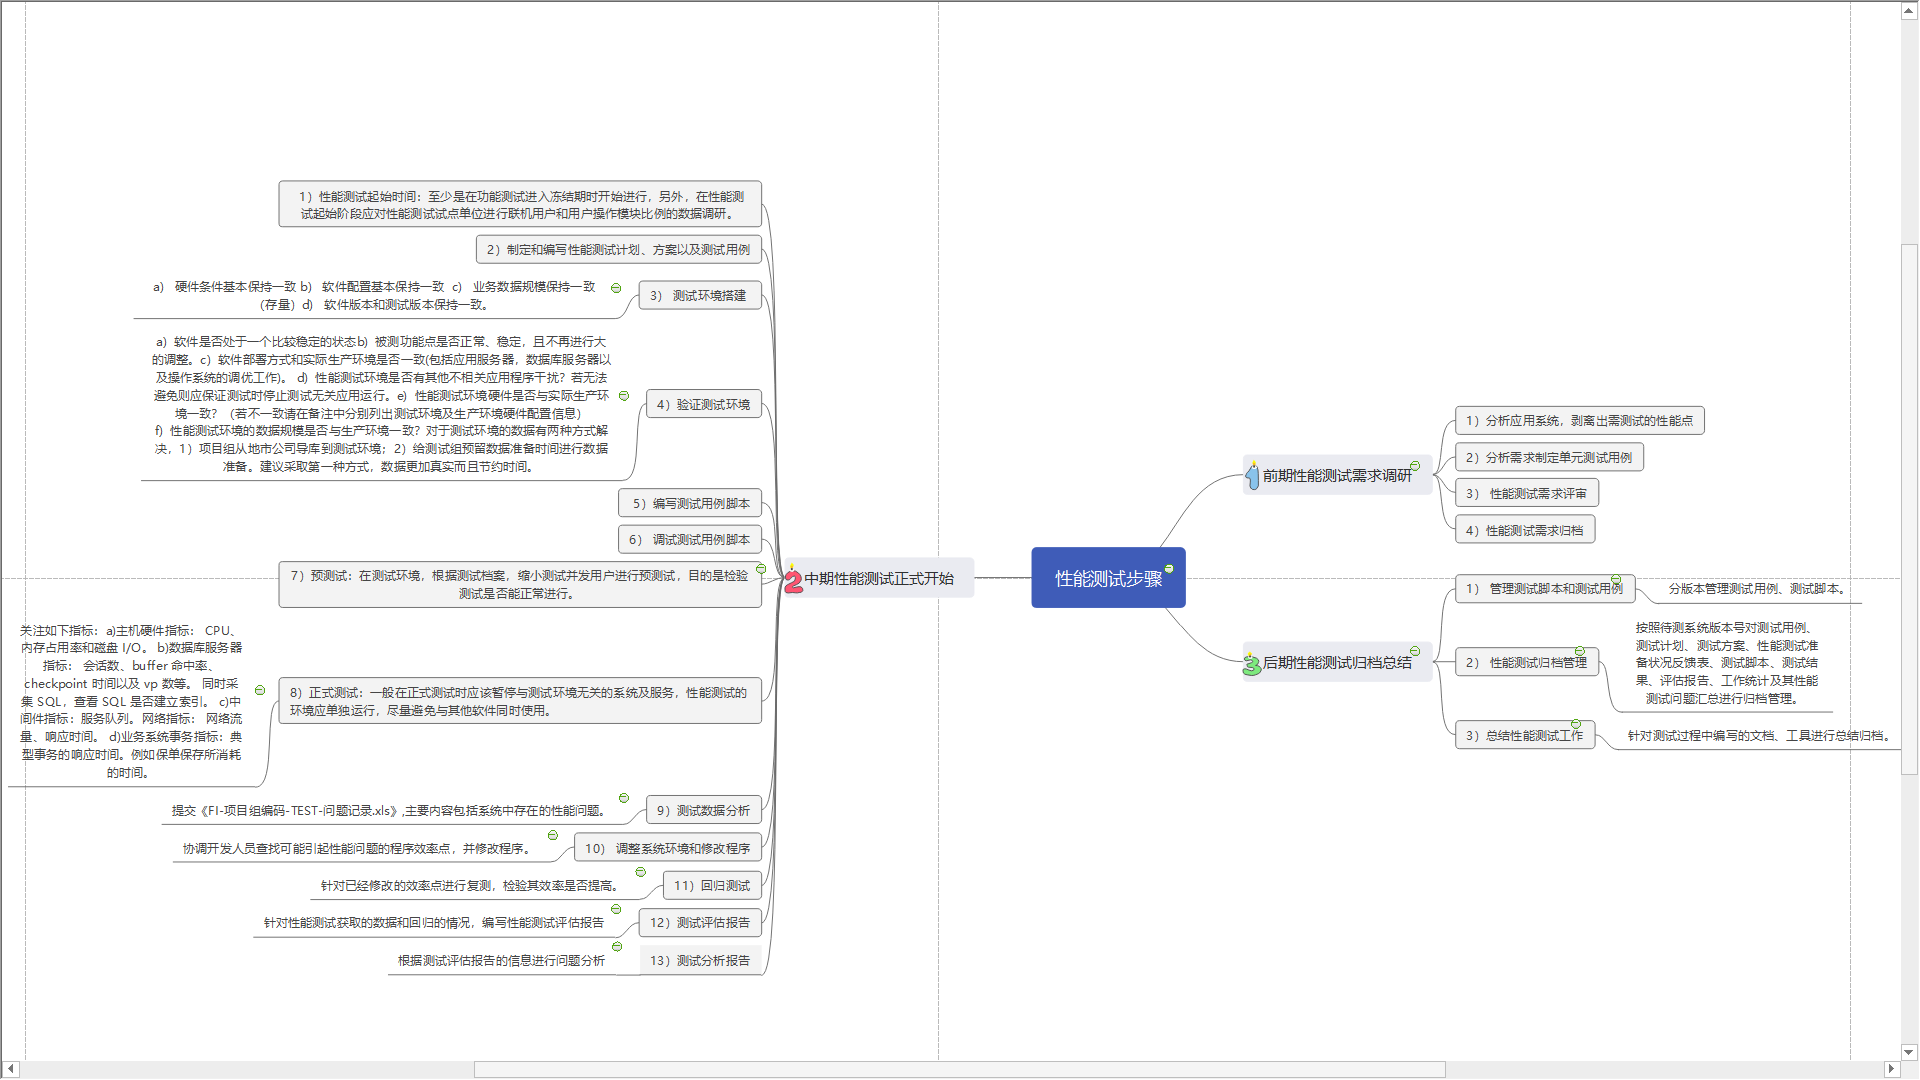 性能测试步骤
前期性能测试需求调研
1）分析应用系统，剥离出需测试的性能点
2）分析需求制定单元测试用例
3） 性能测试需求评审
4）性能测试需求归档
中期性能测试正式开始
1）性能测试起始时间：至少是在功能测试进入冻结期时开始进行，另外，在性能测
试起始阶段应对性能测试试点单位进行联机用户和用户操作模块比例的数据调研。
2）制定和编写性能测试计划、方案以及测试用例
3） 测试环境搭建
a) 硬件条件基本保持一致 b) 软件配置基本保持一致 c) 业务数据规模保持一致
（存量）d) 软件版本和测试版本保持一致。
4）验证测试环境
a）软件是否处于一个比较稳定的状态b）被测功能点是否正常、稳定，且不再进行大
的调整。c）软件部署方式和实际生产环境是否一致(包括应用服务器，数据库服务器以
及操作系统的调优工作)。 d) 性能测试环境是否有其他不相关应用程序干扰？若无法
避免则应保证测试时停止测试无关应用运行。e) 性能测试环境硬件是否与实际生产环
境一致？（若不一致请在备注中分别列出测试环境及生产环境硬件配置信息）
f) 性能测试环境的数据规模是否与生产环境一致？对于测试环境的数据有两种方式解
决，1）项目组从地市公司导库到测试环境；2）给测试组预留数据准备时间进行数据
准备。建议采取第一种方式，数据更加真实而且节约时间。
5）编写测试用例脚本
6） 调试测试用例脚本
7）预测试：在测试环境，根据测试档案，缩小测试并发用户进行预测试，目的是检验
测试是否能正常进行。
8）正式测试：一般在正式测试时应该暂停与测试环境无关的系统及服务，性能测试的
环境应单独运行，尽量避免与其他软件同时使用。
关注如下指标：a)主机硬件指标： CPU、
内存占用率和磁盘 I/O。 b)数据库服务器
指标： 会话数、buffer 命中率、
checkpoint 时间以及 vp 数等。 同时采
集 SQL，查看 SQL 是否建立索引。 c)中
间件指标：服务队列。网络指标： 网络流
量、响应时间。 d)业务系统事务指标：典
型事务的响应时间。例如保单保存所消耗
的时间。
9）测试数据分析
提交《FI-项目组编码-TEST-问题记录.xls》,主要内容包括系统中存在的性能问题。
10） 调整系统环境和修改程序
协调开发人员查找可能引起性能问题的程序效率点，并修改程序。
11）回归测试
针对已经修改的效率点进行复测，检验其效率是否提高。
12）测试评估报告
针对性能测试获取的数据和回归的情况，编写性能测试评估报告
13）测试分析报告
根据测试评估报告的信息进行问题分析
后期性能测试归档总结
1） 管理测试脚本和测试用例
分版本管理测试用例、测试脚本。
2） 性能测试归档管理
按照待测系统版本号对测试用例、
测试计划、测试方案、性能测试准
备状况反馈表、测试脚本、测试结
果、评估报告、工作统计及其性能
测试问题汇总进行归档管理。
3）总结性能测试工作
针对测试过程中编写的文档、工具进行总结归档。